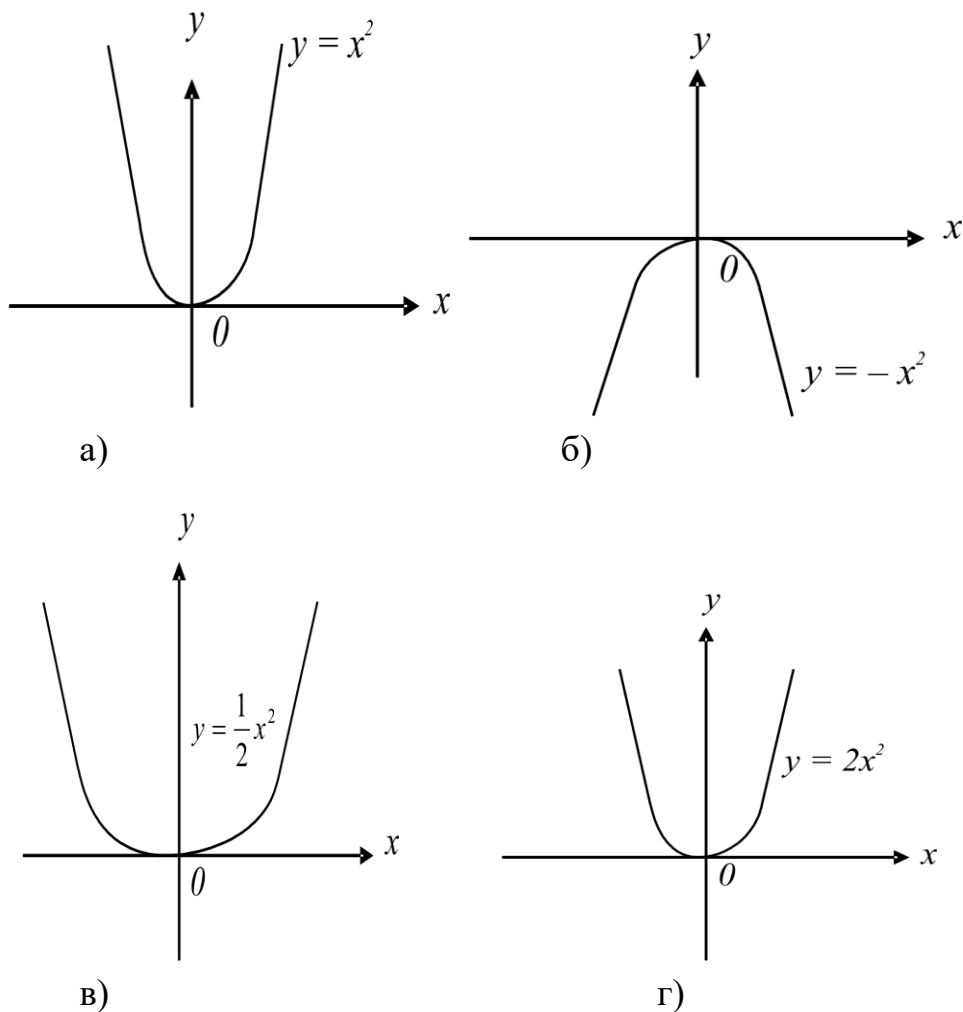 y
y = x²
x
0
а)
y
x
0
y = – x²
б)
y
y = 1/2 x²
x
0
в)
y
y = 2x²
x
0
г)